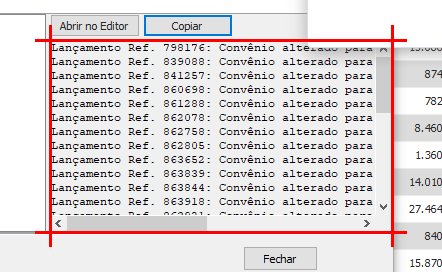 Abrir no Editor
Copiar
Lançamento Ref. 798176: Convênio alterado para
Lançamento Ref. 839088: Convênio alterado para
Lançamento Ref. 841257: Convênio alterado para
Lançamento Ref. 860698: Convênio alterado para
Lançamento Ref. 861288: Convênio alterado para
Lançamento Ref. 862078: Convênio alterado para
Lançamento Ref. 862758: Convênio alterado para
Lançamento Ref. 862805: Convênio alterado para
Lançamento Ref. 863652: Convênio alterado para
Lançamento Ref. 863839: Convênio alterado para
Lançamento Ref. 863844: Convênio alterado para
Lançamento Ref. 863918: Convênio alterado para
874
782
8.460
1.360
14.010
27.464
840
15.870
Fechar